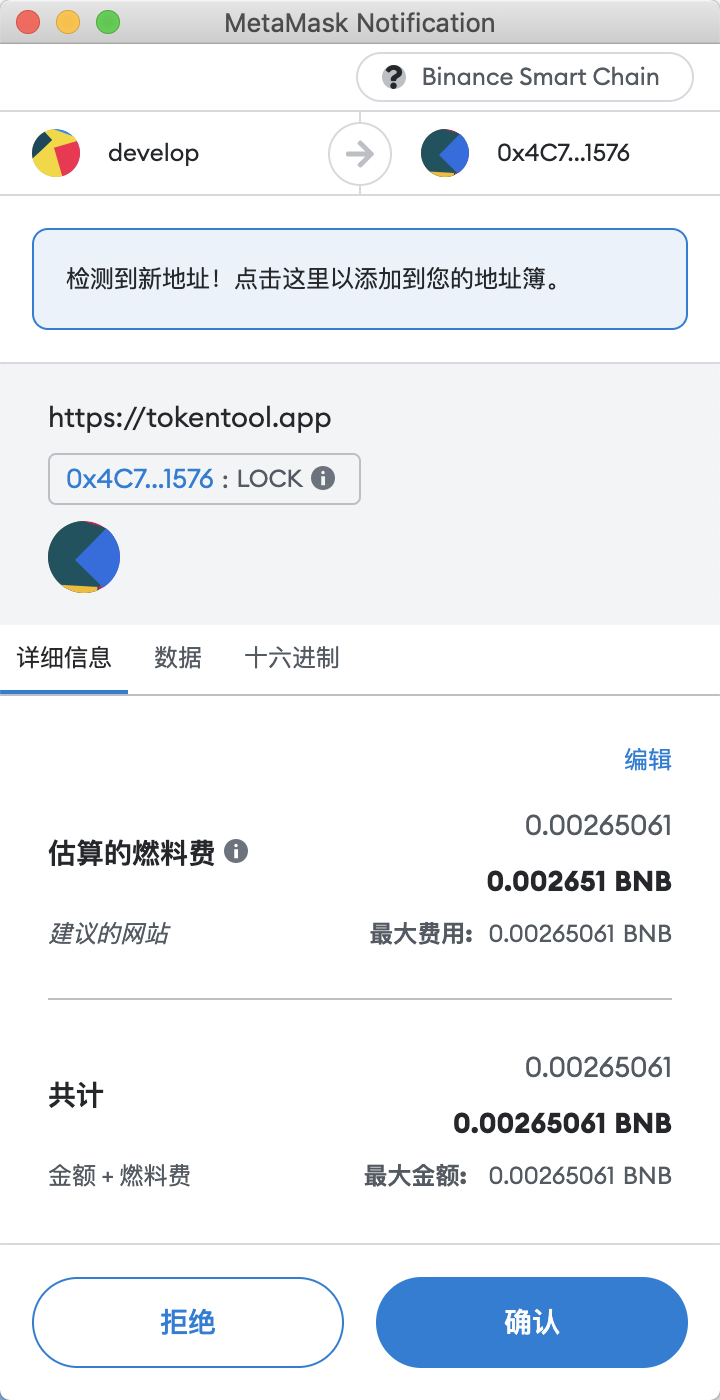 MetaMask Notification
? Binance Smart Chain
develop
0x4C7...1576
检测到新地址！点击这里以添加到您的地址簿。
https://tokentool.app
0x4C7...1576 : LOCK
详细信息 数据 十六进制
编辑
0.00265061
估算的燃料费
0.002651 BNB
建议的网站 最大费用: 0.00265061 BNB
0.00265061
共计
0.00265061 BNB
金额 + 燃料费 最大金额: 0.00265061 BNB
拒绝 确认